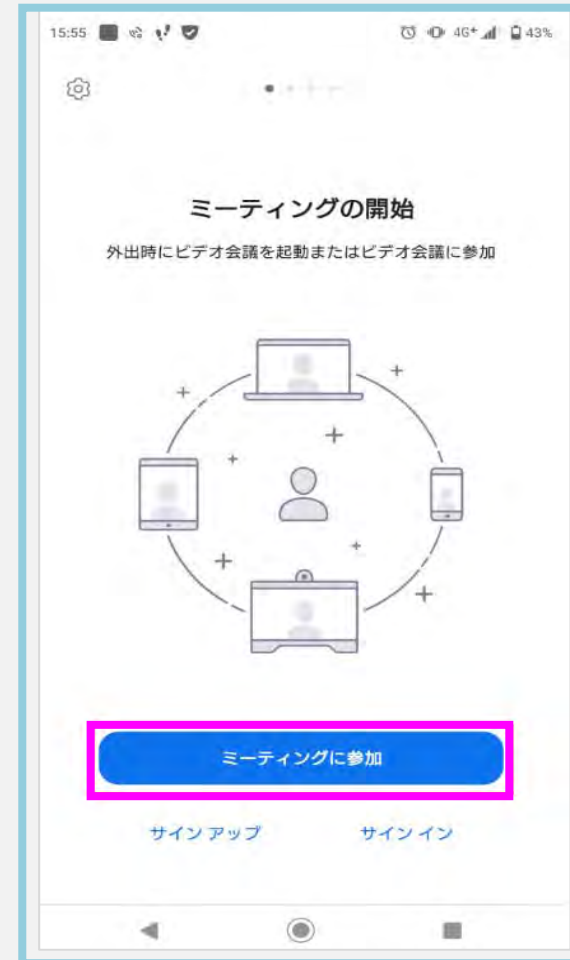 15:55 4G+ 43%
ミーティングの開始
外出時にビデオ会議を起動またはビデオ会議に参加
ミーティングに参加
サイン アップ サイン イン